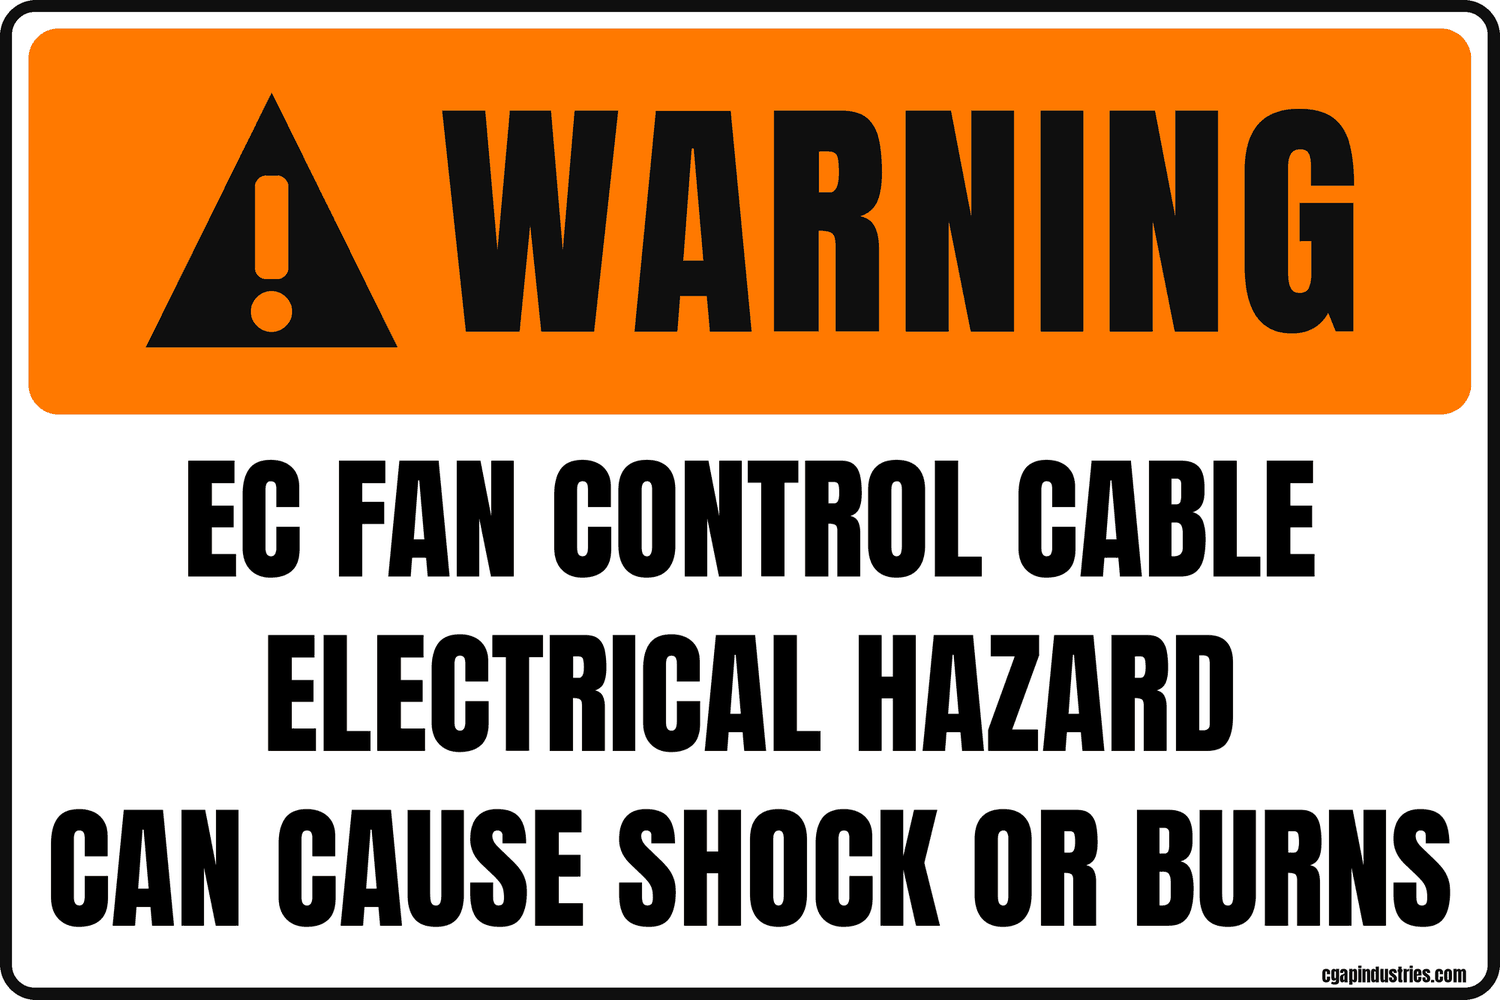 WARNING
EC FAN CONTROL CABLE
ELECTRICAL HAZARD
CAN CAUSE SHOCK OR BURNS
cgapindustries.com